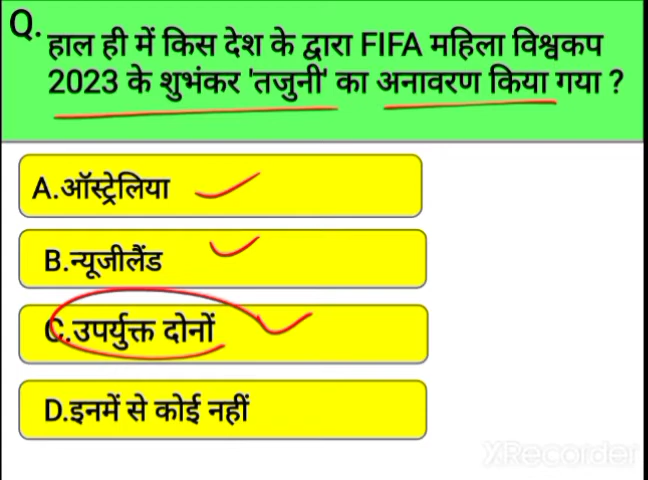 Q. हाल ही में किस देश के द्वारा FIFA महिला विश्वकप
2023 के शुभंकर 'तजुनी' का अनावरण किया गया ?
A.ऑस्ट्रेलिया
B.न्यूजीलैंड
C.उपर्युक्त दोनों
D.इनमें से कोई नहीं
XRecorder